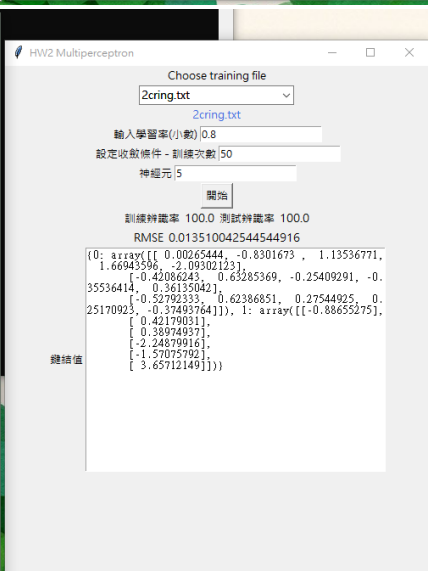 HW2 Multiperceptron
Choose training file
2cring.txt
2cring.txt
輸入學習率(小數) 0.8
設定收斂條件 - 訓練次數 50
神經元 5
開始
訓練辨識率 100.0 測試辨識率 100.0
RMSE 0.013510042544544916
{0: array([[ 0.00265444, -0.8301673 , 1.13536771,
1.66943596, -2.09302123],
[-0.42086243, 0.63285369, -0.25409291, -0.
35536414, 0.36135042],
[-0.52792333, 0.62386851, 0.27544925, 0.
25170923, -0.37493764]]), 1: array([[-0.88655275],
[ 0.42179031],
[ 0.38974937],
[-2.24879916],
[-1.57075792],
[ 3.65712149]])}
鍵結值